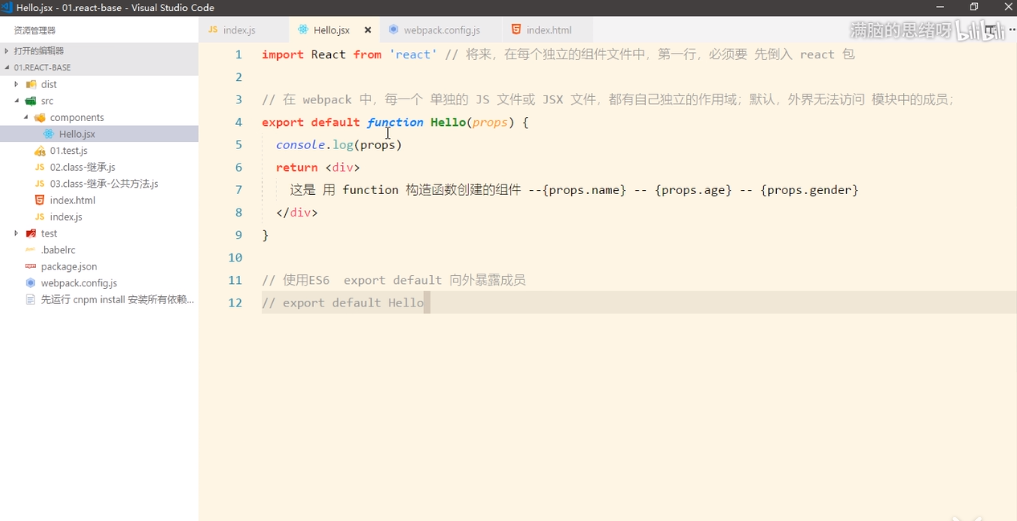 Hello.jsx - 01.react-base - Visual Studio Code
资源管理器
JS index.js
Hello.jsx
webpack.config.js
index.html
满脑的思绪呀 bilibili
打开的编辑器
01.REACT-BASE
dist
src
components
Hello.jsx
01.test.js
JS 02.class-继承.js
JS 03.class-继承-公共方法.js
index.html
JS index.js
test
.babelrc
package.json
webpack.config.js
先运行 cnpm install 安装所有依赖...
1 import React from 'react' // 将来，在每个独立的组件文件中，第一行，必须要 先倒入 react 包
2
3 // 在 webpack 中，每一个 单独的 JS 文件或 JSX 文件，都有自己独立的作用域；默认，外界无法访问 模块中的成员；
4 export default function Hello(props) {
5 console.log(props)
6 return <div>
7 这是 用 function 构造函数创建的组件 --{props.name} -- {props.age} -- {props.gender}
8 </div>
9 }
10
11 // 使用ES6 export default 向外暴露成员
12 // export default Hello